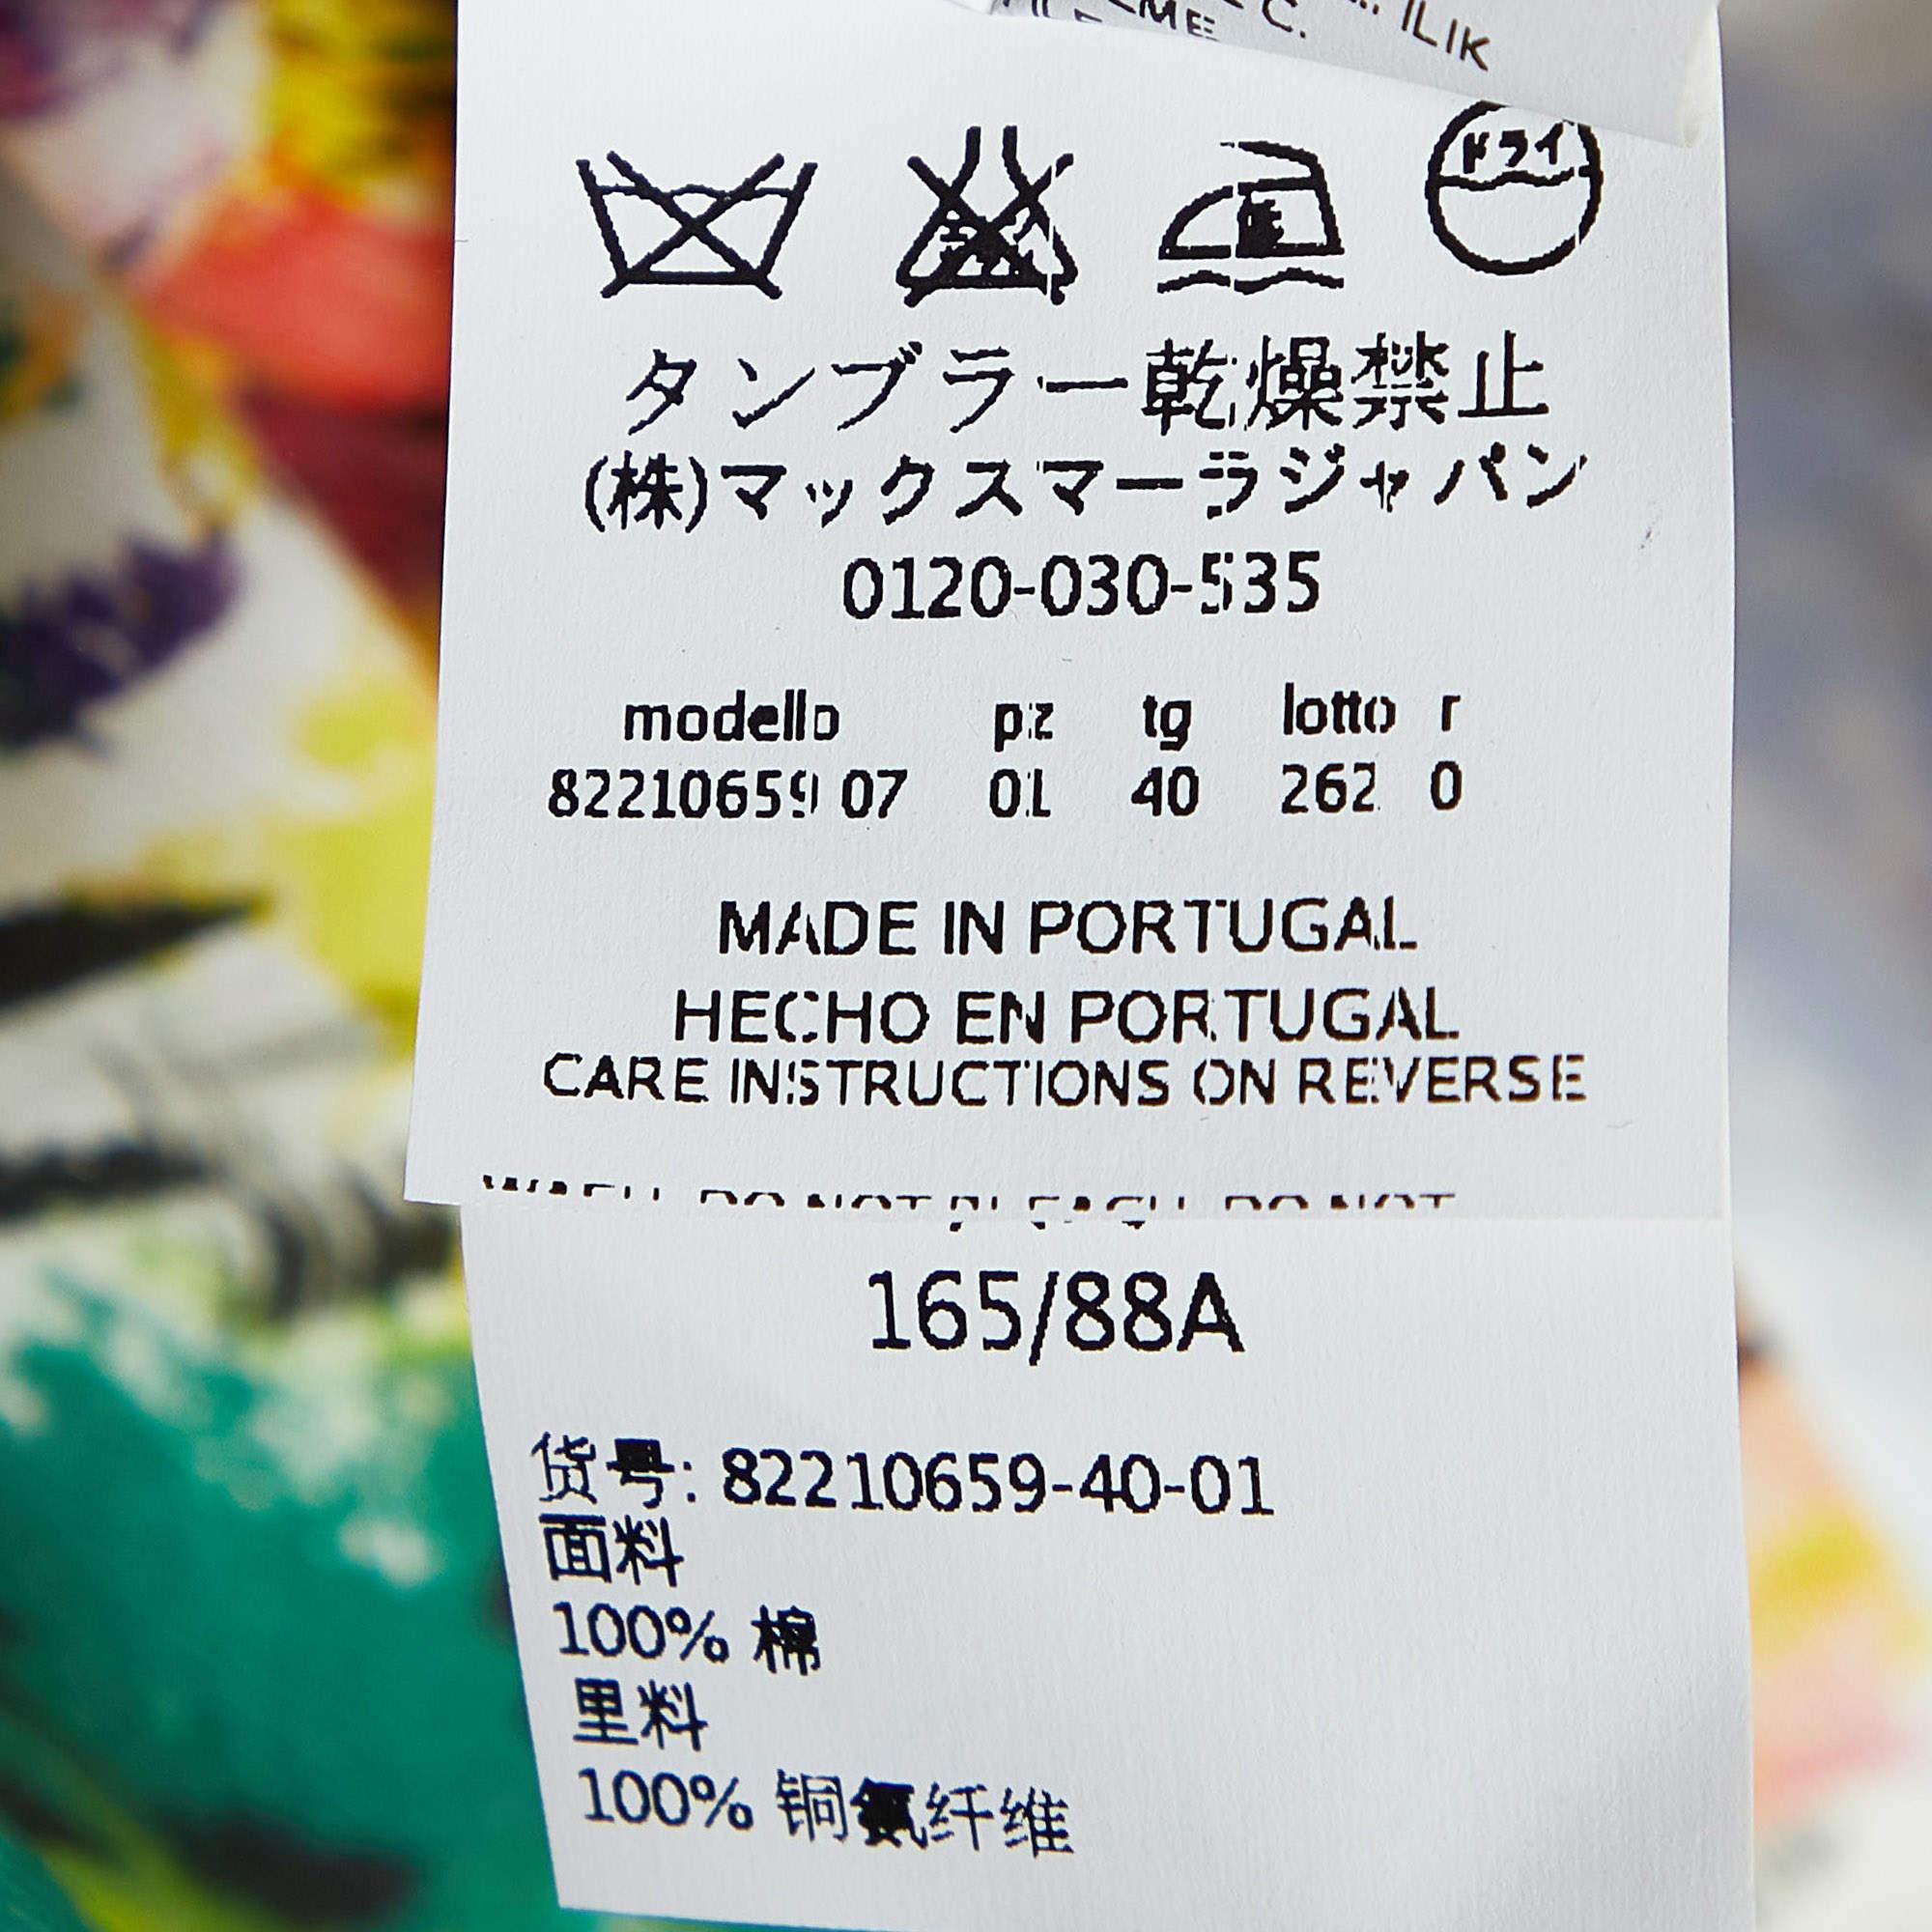 ILIK
ドライ
タンブラー乾燥禁止
(株)マックスマーラジャパン
0120-030-535
modello pz tg lotto r
82210659 07 01 40 262 0
MADE IN PORTUGAL
HECHO EN PORTUGAL
CARE INSTRUCTIONS ON REVERSE
165/88A
货号: 82210659-40-01
面料
100% 棉
里料
100% 铜氨纤维